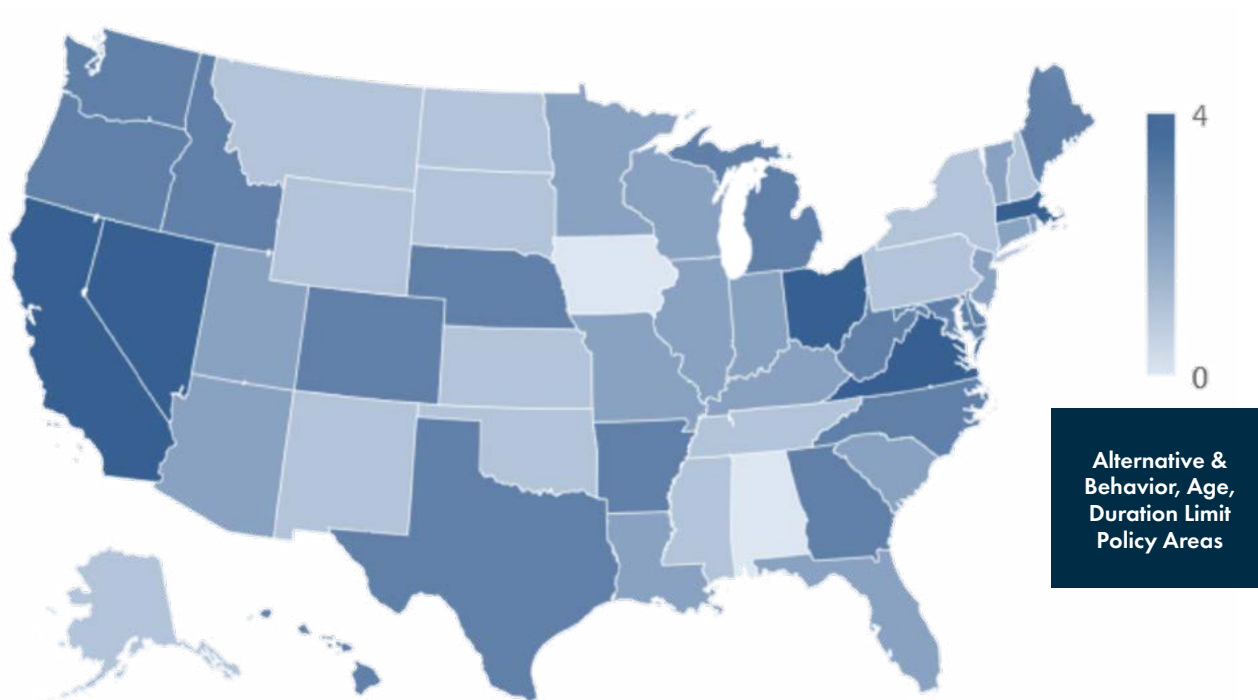 4
0
Alternative &
Behavior, Age,
Duration Limit
Policy Areas